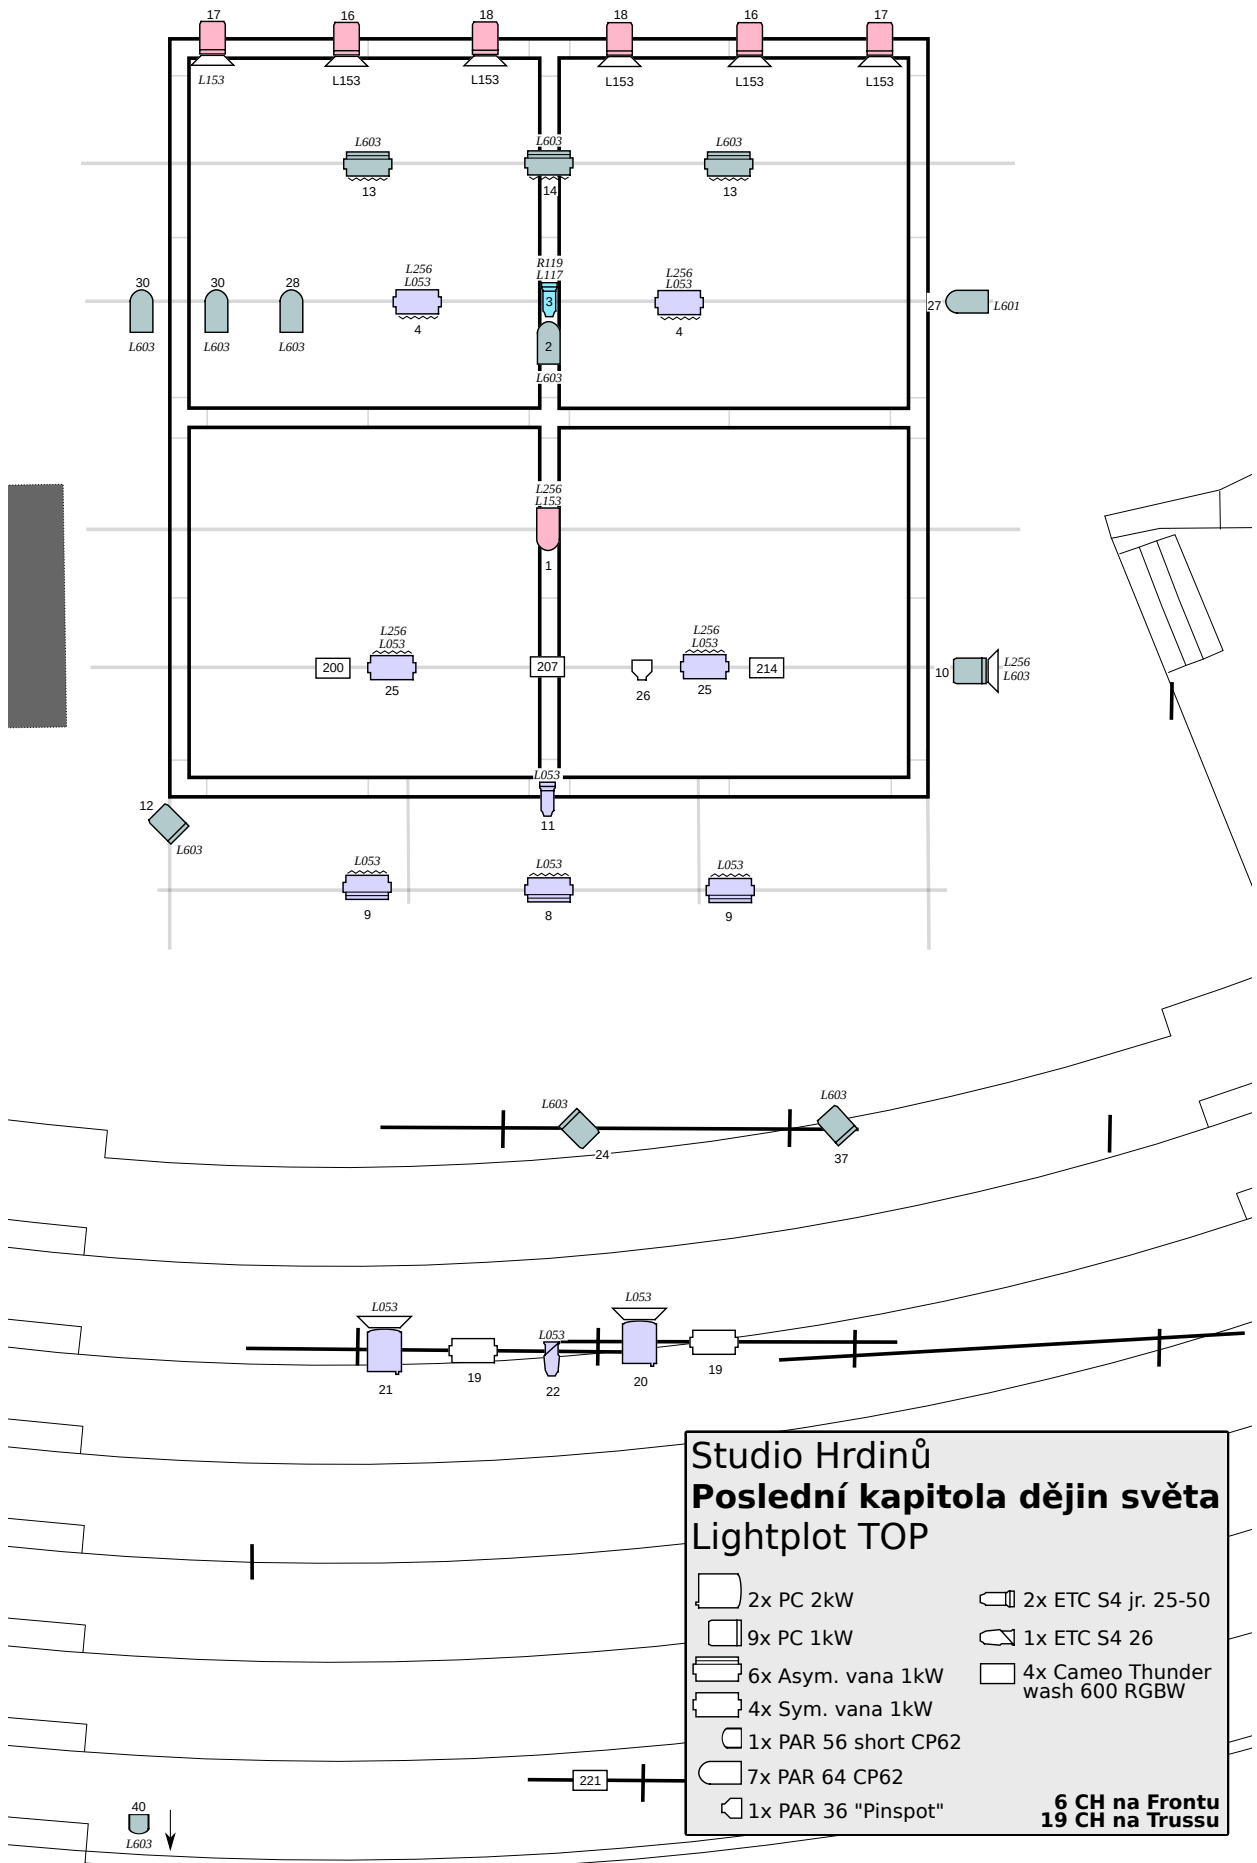 17
16
18
18
16
17
L153
L153
L153
L153
L153
L153
L603
L603
L603
13
14
13
30
30
28
L603
L603
L603
L256
L053
4
R119
L117
3
2
L603
L256
L053
4
27
L601
L256
L153
1
200
L256
L053
25
207
26
L256
L053
25
214
10
L256
L603
L053
11
12
L603
L053
9
L053
8
L053
9
L603
24
L603
37
L053
21
19
L053
22
L053
20
19
Studio Hrdinů
Poslední kapitola dějin světa
Lightplot TOP
2x PC 2kW
9x PC 1kW
6x Asym. vana 1kW
4x Sym. vana 1kW
1x PAR 56 short CP62
7x PAR 64 CP62
1x PAR 36 "Pinspot"
2x ETC S4 jr. 25-50
1x ETC S4 26
4x Cameo Thunder
wash 600 RGBW
6 CH na Frontu
19 CH na Trussu
221
40
L603